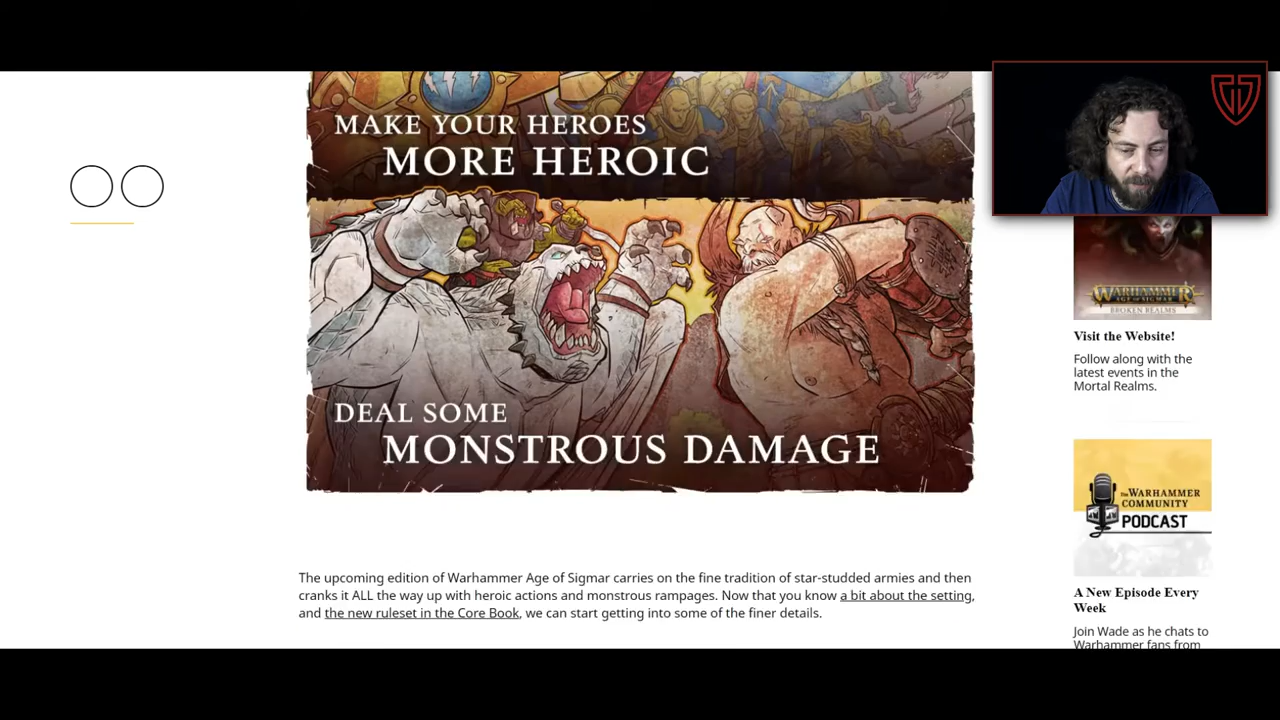 MAKE YOUR HEROES
MORE HEROIC
DEAL SOME
MONSTROUS DAMAGE
The upcoming edition of Warhammer Age of Sigmar carries on the fine tradition of star-studded armies and then
cranks it ALL the way up with heroic actions and monstrous rampages. Now that you know a bit about the setting,
and the new ruleset in the Core Book, we can start getting into some of the finer details.
WARHAMMER
AGE OF SIGMAR
BROKEN REALMS
Visit the Website!
Follow along with the
latest events in the
Mortal Realms.
The WARHAMMER
COMMUNITY
PODCAST
A New Episode Every
Week
Join Wade as he chats to
Warhammer fans from